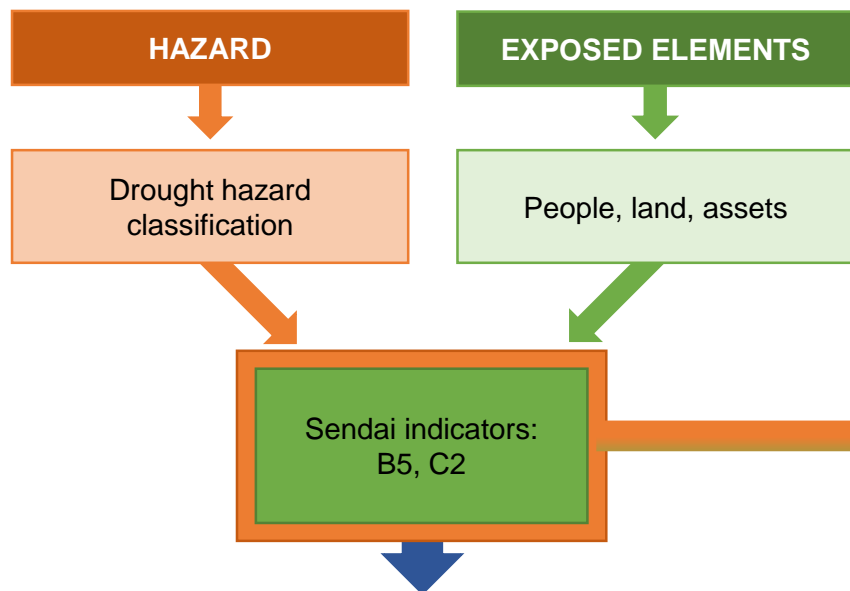 HAZARD
EXPOSED ELEMENTS
Drought hazard
classification
People, land, assets
Sendai indicators:
B5, C2